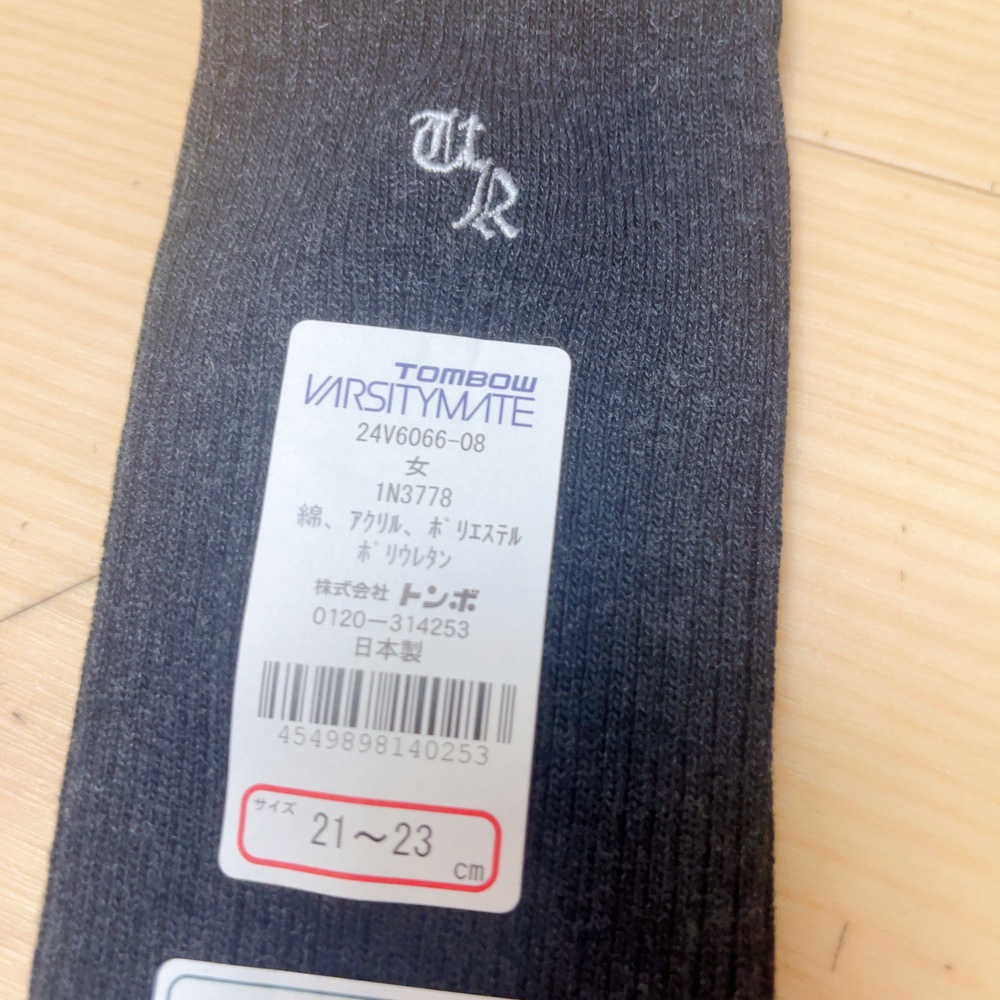 TOMBOW
VARSITYMATE
24V6066-08
女
1N3778
綿、アクリル、ポリエステル
ポリウレタン
株式会社 トンボ
0120-314253
日本製
4549898140253
サイズ
21～23
cm